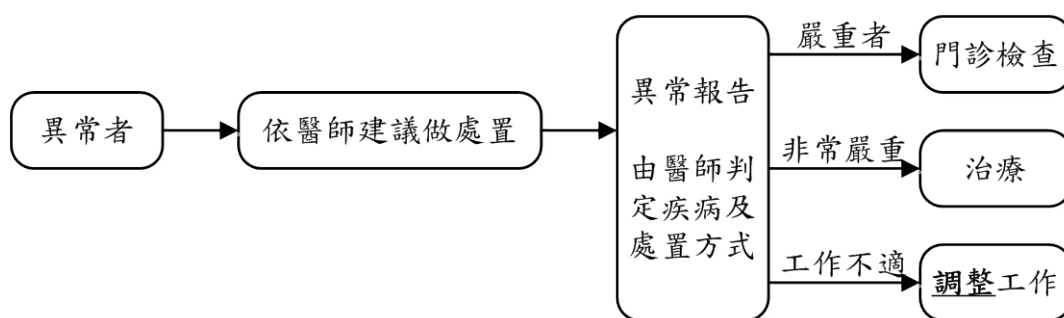 異常者
依醫師建議做處置
異常報告
由醫師判
定疾病及
處置方式
嚴重者
門診檢查
非常嚴重
治療
工作不適
調整工作